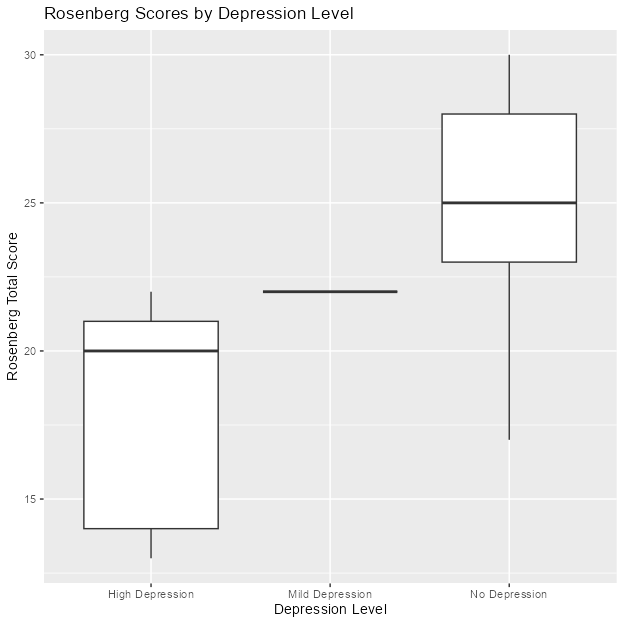 Rosenberg Scores by Depression Level
Rosenberg Total Score
30
25
20
15
High Depression
Mild Depression
No Depression
Depression Level